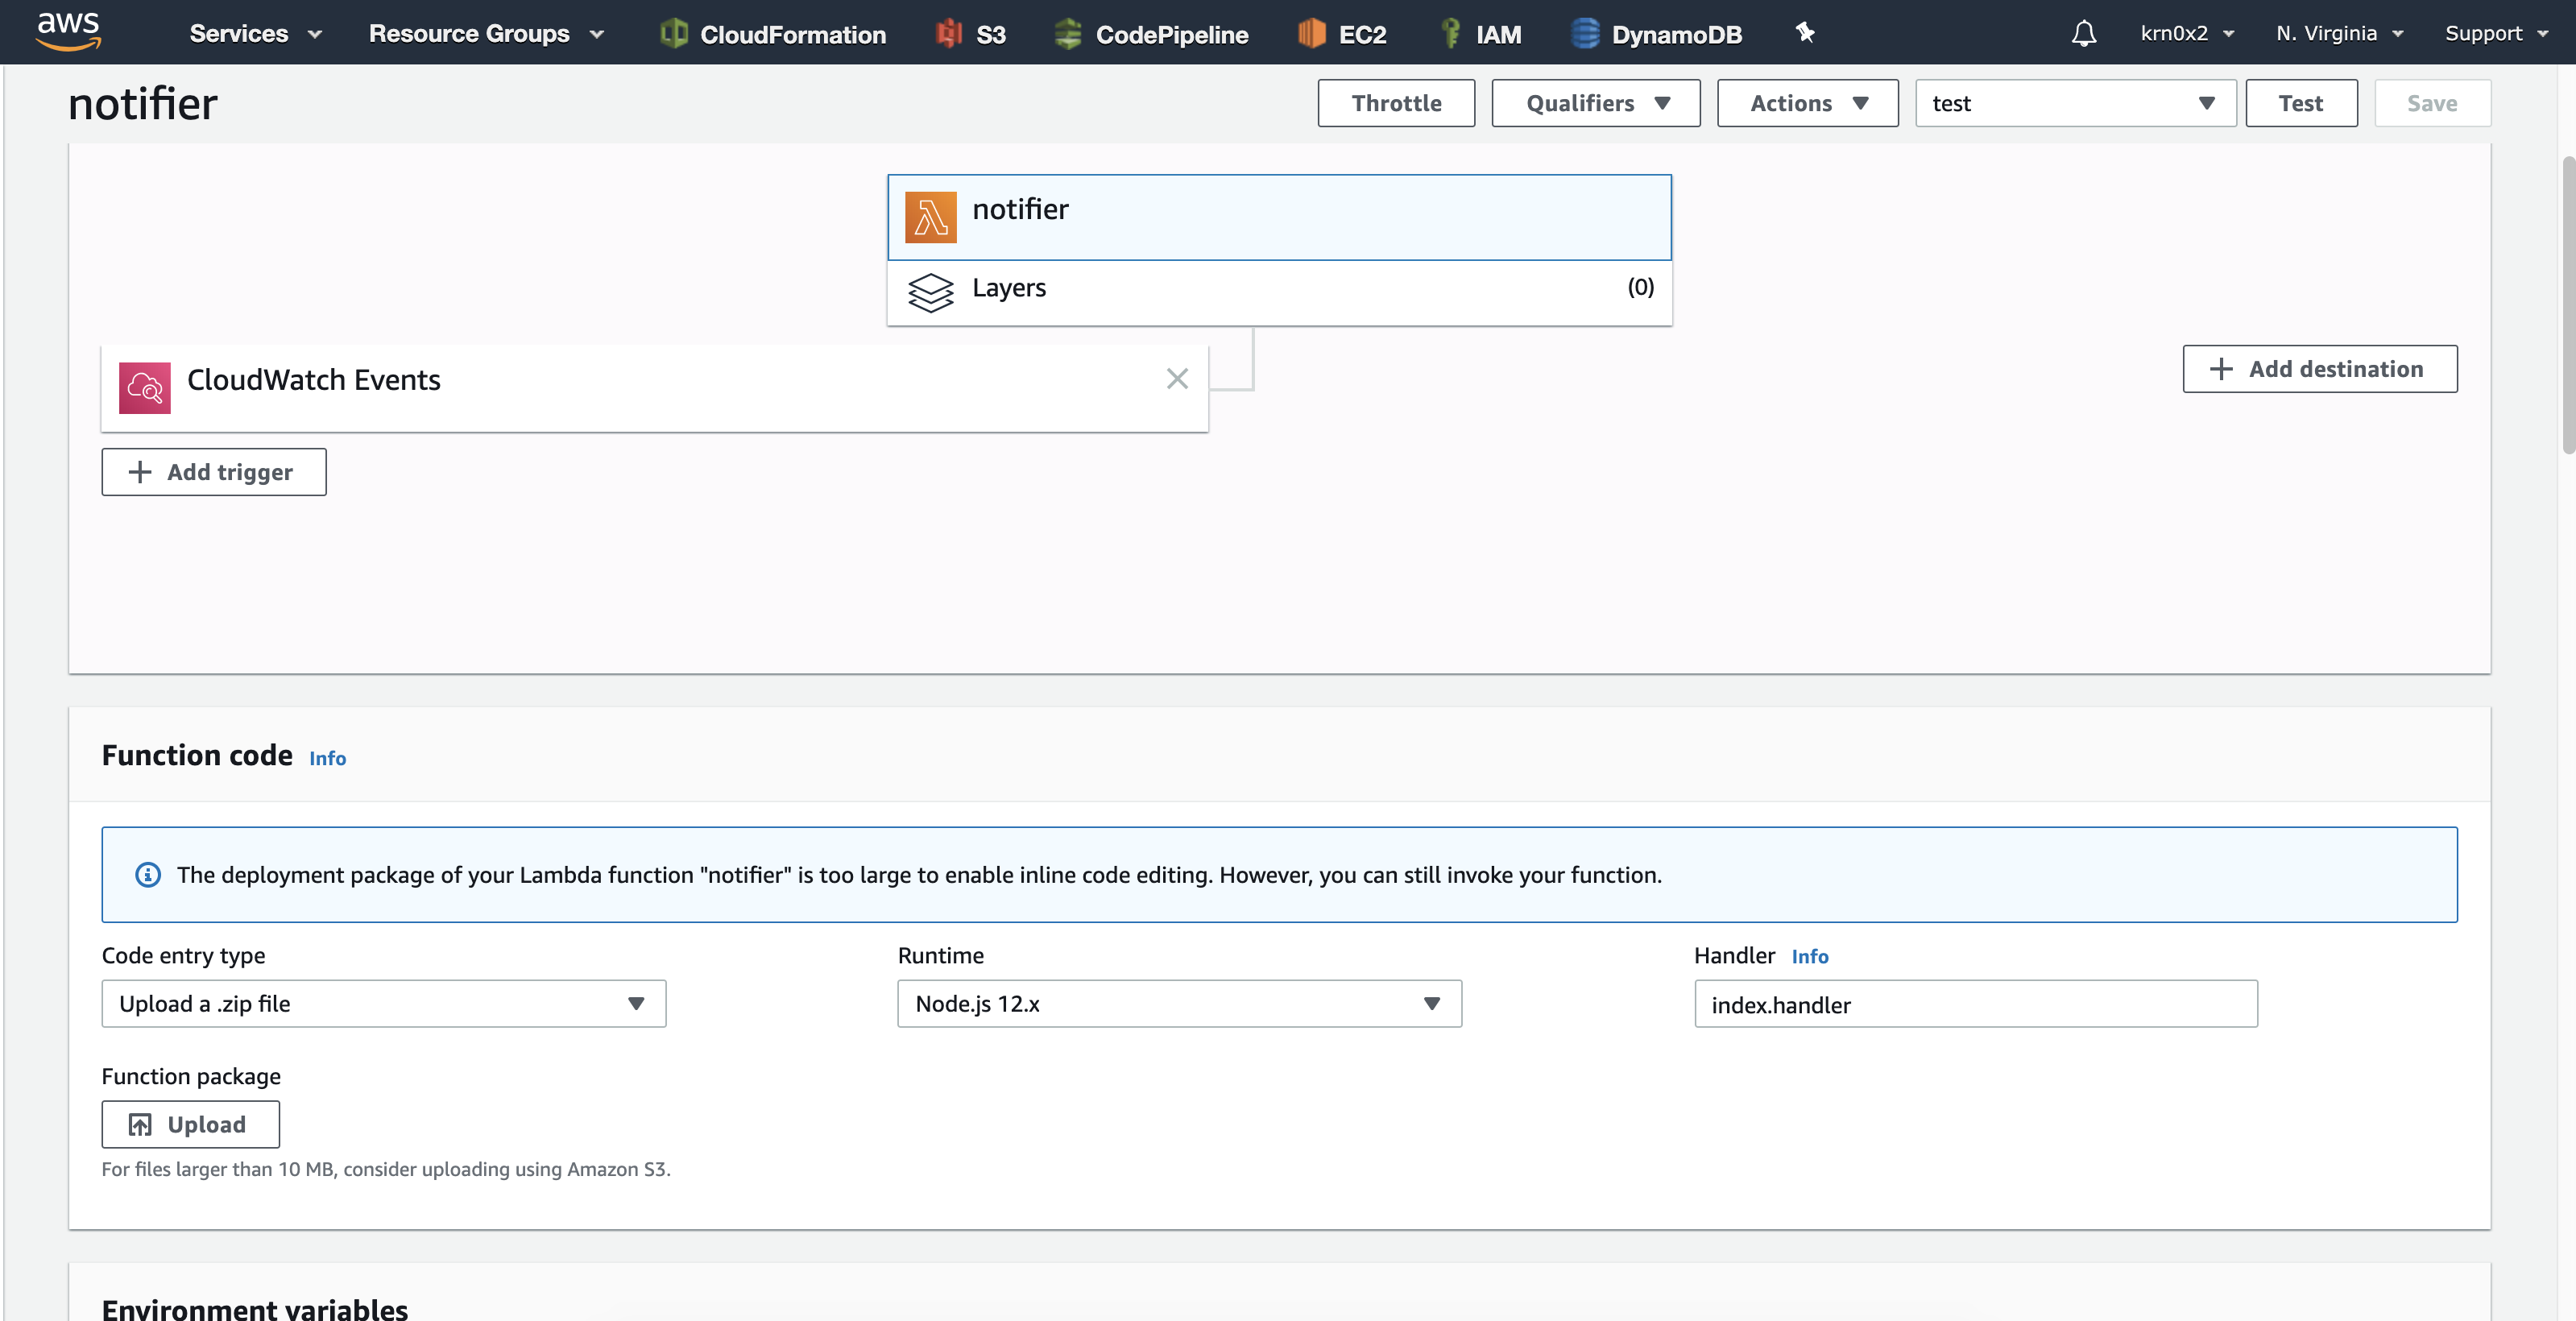 aws Services Resource Groups CloudFormation S3 CodePipeline EC2 IAM DynamoDB krn0x2 N. Virginia Support
notifier Throttle Qualifiers Actions test Test Save
notifier
Layers (0)
CloudWatch Events
Add destination
Add trigger
Function code Info
The deployment package of your Lambda function "notifier" is too large to enable inline code editing. However, you can still invoke your function.
Code entry type Runtime Handler Info
Upload a .zip file Node.js 12.x index.handler
Function package
Upload
For files larger than 10 MB, consider uploading using Amazon S3.
Environment variables